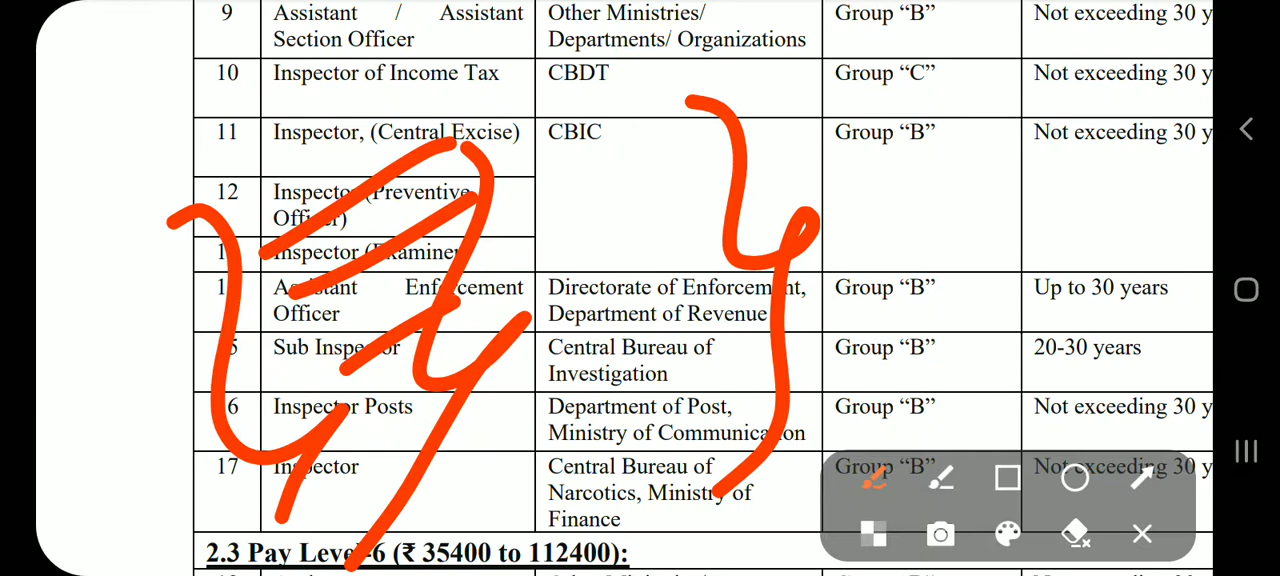 9 Assistant / Assistant Other Ministries/ Group “B” Not exceeding 30 y
Section Officer Departments/ Organizations
10 Inspector of Income Tax CBDT Group “C” Not exceeding 30 y
11 Inspector, (Central Excise) CBIC Group “B” Not exceeding 30 y
12 Inspector (Preventive
Officer)
Inspector (Examiner
Assistant Enforcement Directorate of Enforcement, Group “B” Up to 30 years
Officer Department of Revenue
Sub Inspector Central Bureau of Group “B” 20-30 years
Investigation
Inspector Posts Department of Post, Group “B” Not exceeding 30 y
Ministry of Communication
17 Inspector Central Bureau of Group “B” Not exceeding 30 y
Narcotics, Ministry of
Finance
2.3 Pay Level-6 (₹ 35400 to 112400):